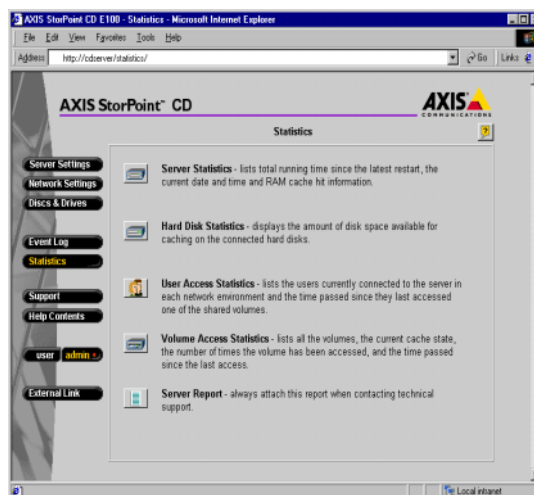 AXIS StorPoint CD E100 - Statistics - Microsoft Internet Explorer
File Edit View Favorites Tools Help
Address http://cdserver/statistics/ Go Links
AXIS StorPoint™ CD
AXIS
COMMUNICATIONS
Statistics
Server Settings
Network Settings
Discs & Drives
Event Log
Statistics
Support
Help Contents
user admin
External Link
Server Statistics - lists total running time since the latest restart, the
current date and time and RAM cache hit information.
Hard Disk Statistics - displays the amount of disk space available for
caching on the connected hard disks.
User Access Statistics - lists the users currently connected to the server in
each network environment and the time passed since they last accessed
one of the shared volumes.
Volume Access Statistics - lists all the volumes, the current cache state,
the number of times the volume has been accessed, and the time passed
since the last access.
Server Report - always attach this report when contacting technical
support.
Local intranet